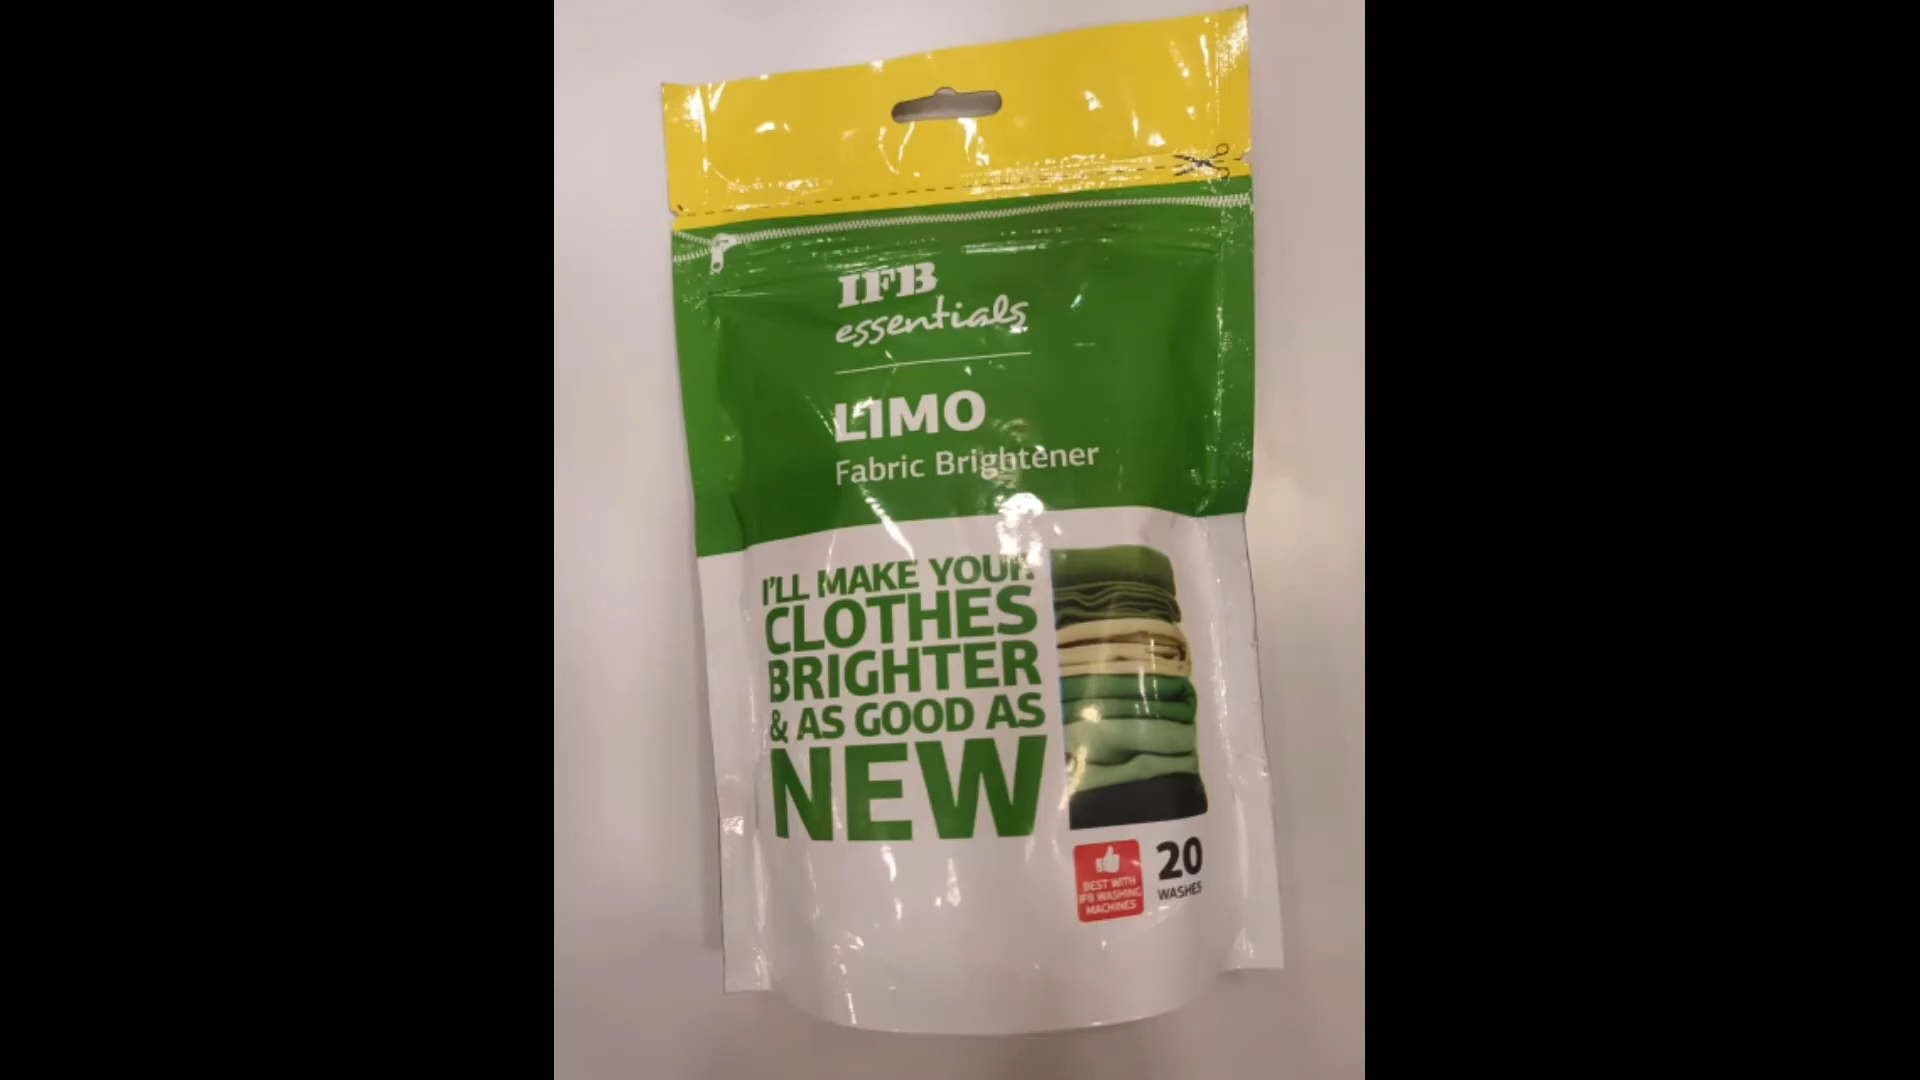 IFB
essentials
LIMO
Fabric Brightener
I'LL MAKE YOUR
CLOTHES
BRIGHTER
& AS GOOD AS
NEW
BEST WITH
IFB WASHING
MACHINES
20
WASHES